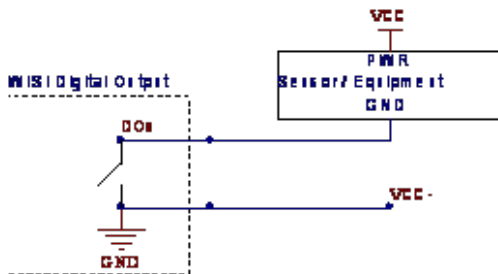 VCC
PWR
Sensor/ Equipment
GND
WISI Digital Output
DOn
VCC -
GND